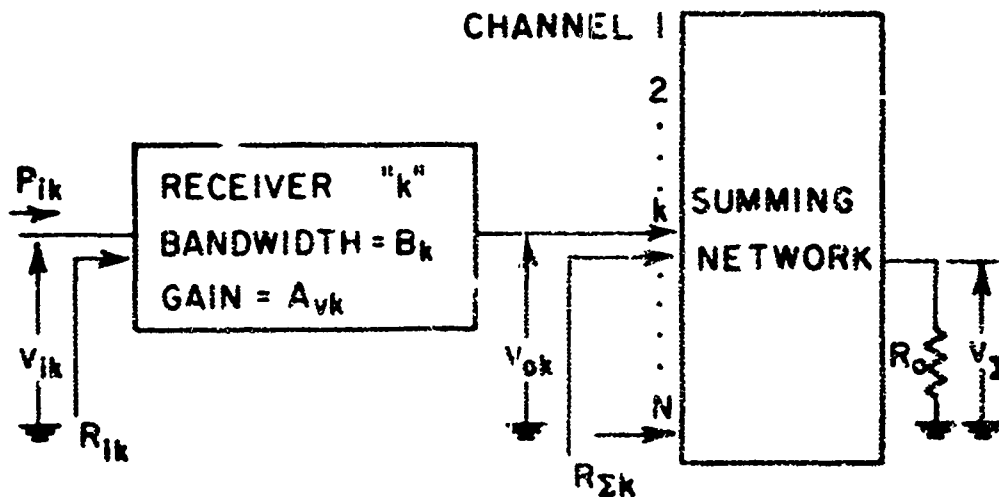 CHANNEL 1
2
P_ik
RECEIVER "k"
BANDWIDTH = B_k
GAIN = A_vk
k
SUMMING
NETWORK
V_ik
R_ik
V_ok
N
R_Σk
R_o
V_Σ